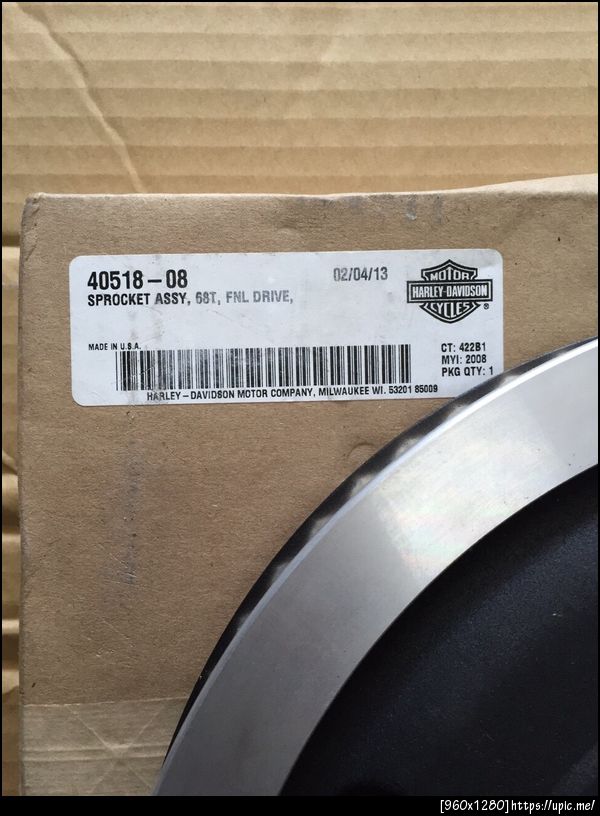 40518-08
02/04/13
SPROCKET ASSY, 68T, FNL DRIVE,
MOTOR
HARLEY-DAVIDSON
CYCLES
®
MADE IN U.S.A.
CT: 422B1
MYI: 2008
PKG QTY: 1
HARLEY-DAVIDSON MOTOR COMPANY, MILWAUKEE WI. 53201 85009
[960x1280]https://upic.me/